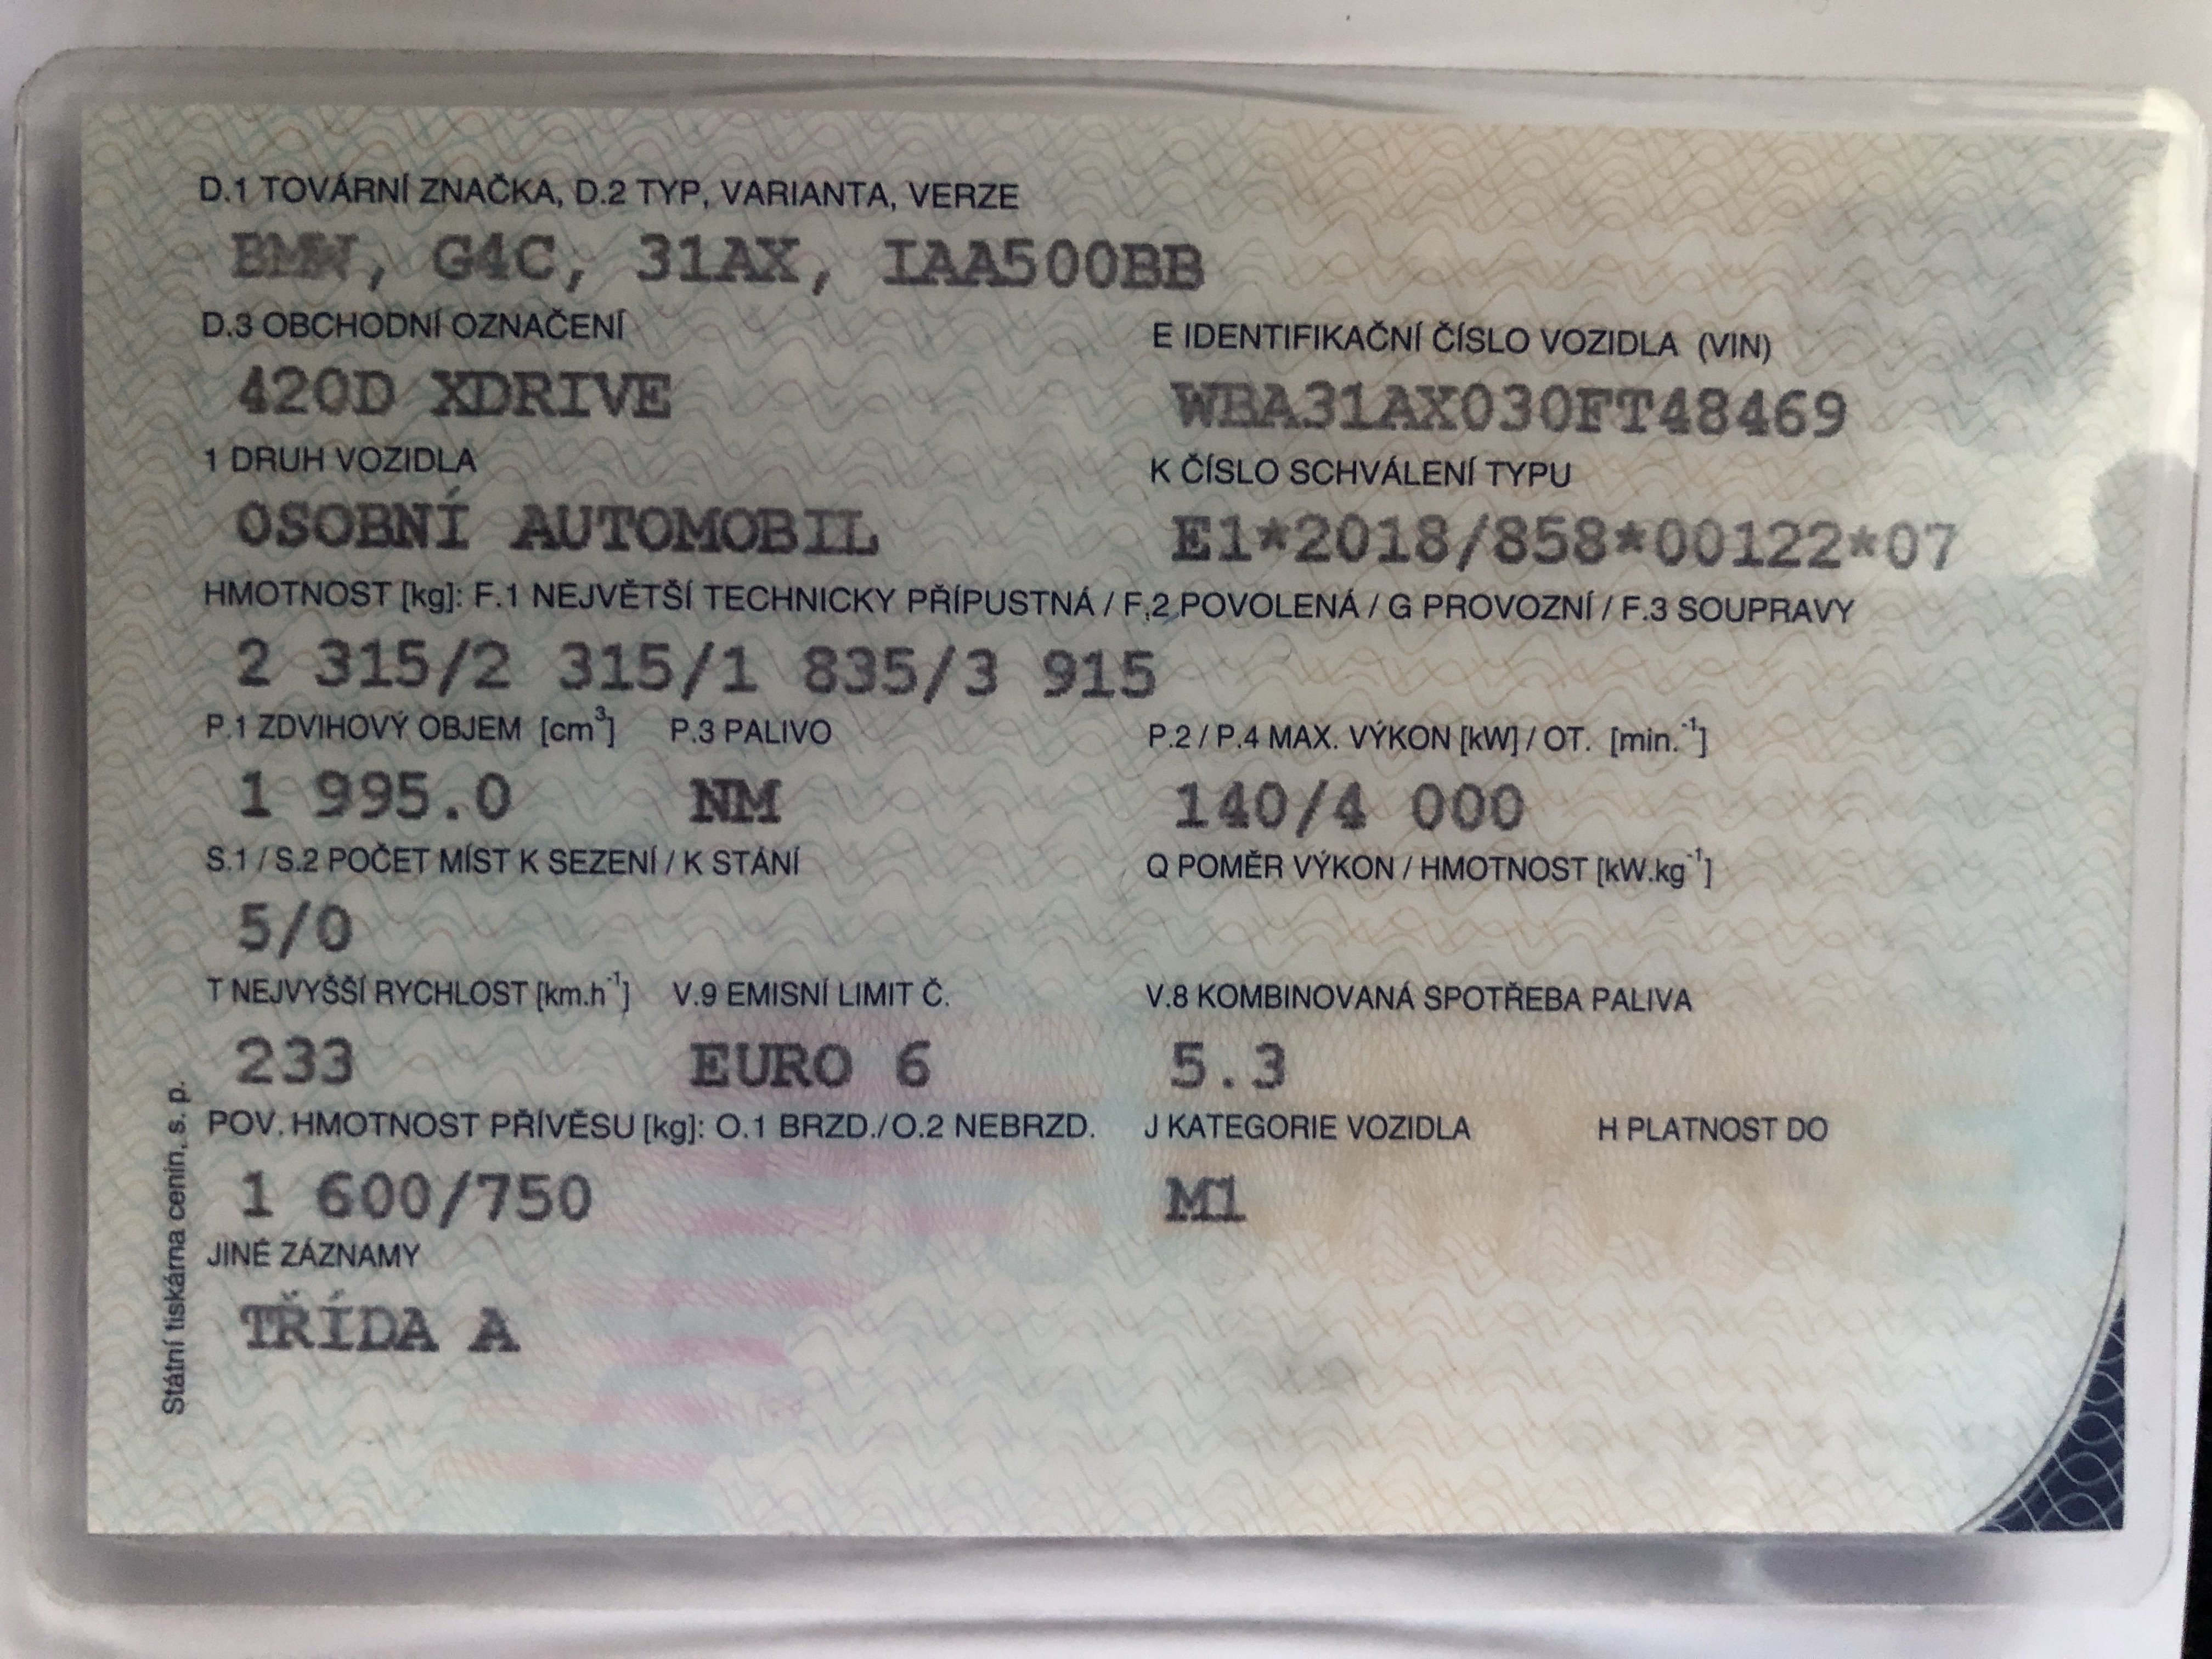 D.1 TOVÁRNÍ ZNAČKA, D.2 TYP, VARIANTA, VERZE
BMW, G4C, 31AX, IAA500BB
D.3 OBCHODNÍ OZNAČENÍ E IDENTIFIKAČNÍ ČÍSLO VOZIDLA (VIN)
420D XDRIVE WBA31AX030FT48469
1 DRUH VOZIDLA K ČÍSLO SCHVÁLENÍ TYPU
OSOBNÍ AUTOMOBIL E1*2018/858*00122*07
HMOTNOST [kg]: F.1 NEJVĚTŠÍ TECHNICKY PŘÍPUSTNÁ / F.2 POVOLENÁ / G PROVOZNÍ / F.3 SOUPRAVY
2 315/2 315/1 835/3 915
P.1 ZDVIHOVÝ OBJEM [cm³] P.3 PALIVO P.2 / P.4 MAX. VÝKON [kW] / OT. [min.⁻¹]
1 995.0 NM 140/4 000
S.1 / S.2 POČET MÍST K SEZENÍ / K STÁNÍ Q POMĚR VÝKON / HMOTNOST [kW.kg⁻¹]
5/0
T NEJVYŠŠÍ RYCHLOST [km.h⁻¹] V.9 EMISNÍ LIMIT Č. V.8 KOMBINOVANÁ SPOTŘEBA PALIVA
233 EURO 6 5.3
POV. HMOTNOST PŘÍVĚSU [kg]: O.1 BRZD./O.2 NEBRZD. J KATEGORIE VOZIDLA H PLATNOST DO
1 600/750 M1
JINÉ ZÁZNAMY
TŘÍDA A
Státní tiskárna cenin, s. p.